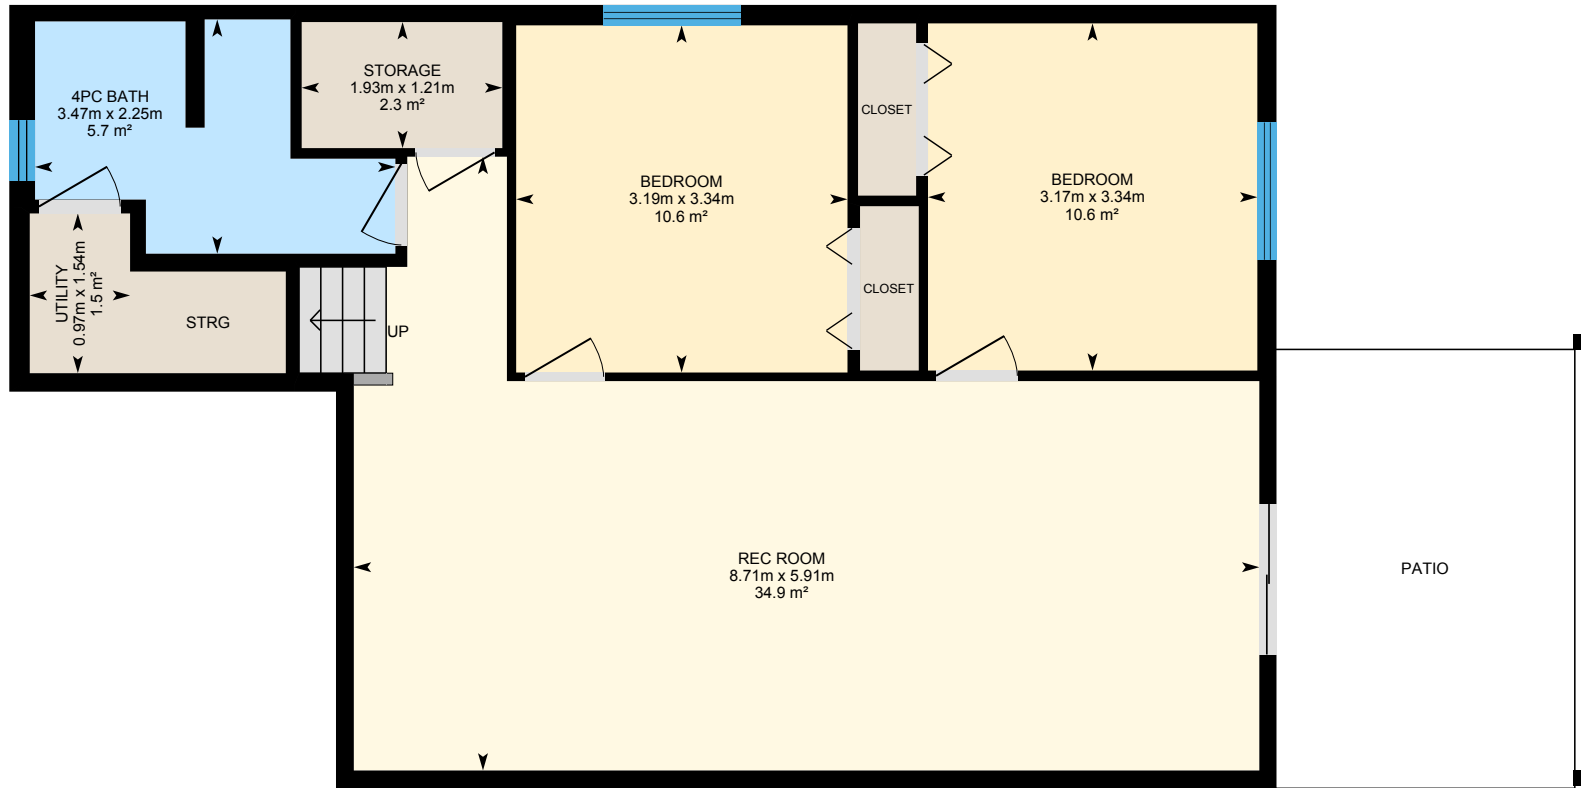 4PC BATH
3.47m x 2.25m
5.7 m²
STORAGE
1.93m x 1.21m
2.3 m²
BEDROOM
3.19m x 3.34m
10.6 m²
CLOSET
BEDROOM
3.17m x 3.34m
10.6 m²
CLOSET
UTILITY
0.97m x 1.54m
1.5 m²
STRG
UP
REC ROOM
8.71m x 5.91m
34.9 m²
PATIO